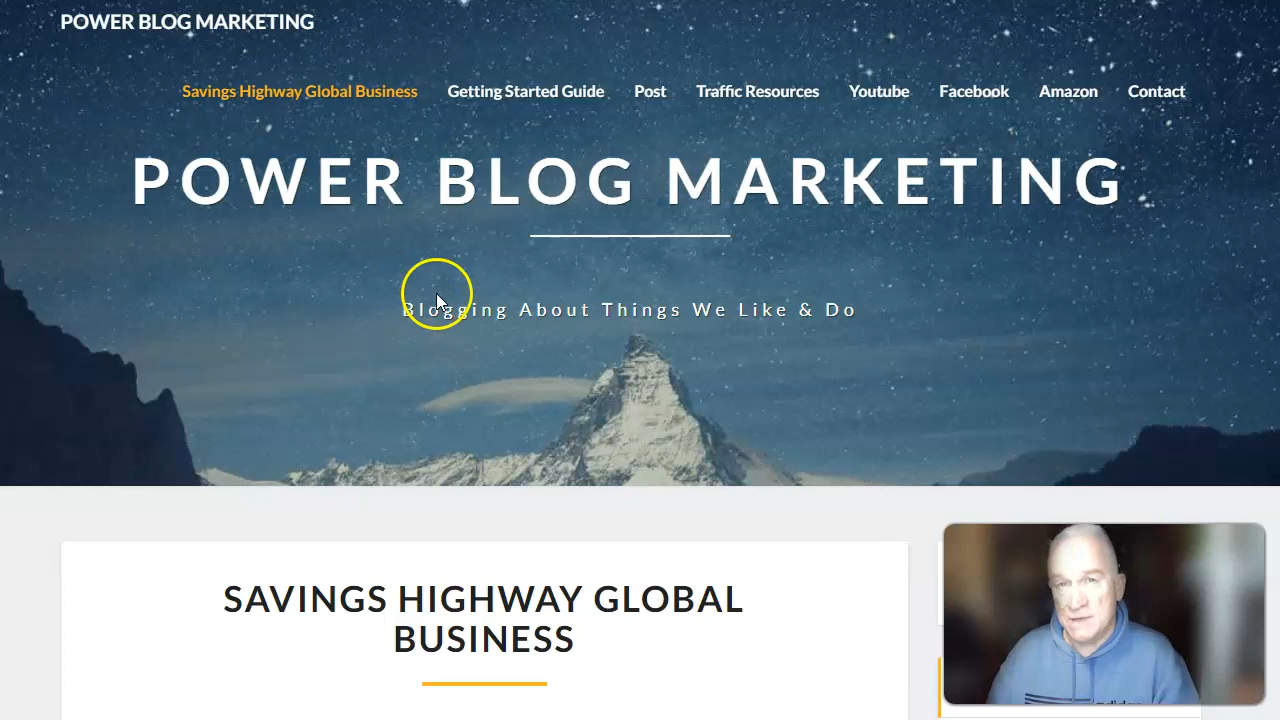 POWER BLOG MARKETING
Savings Highway Global Business Getting Started Guide Post Traffic Resources Youtube Facebook Amazon Contact
POWER BLOG MARKETING
Blogging About Things We Like & Do
SAVINGS HIGHWAY GLOBAL
BUSINESS